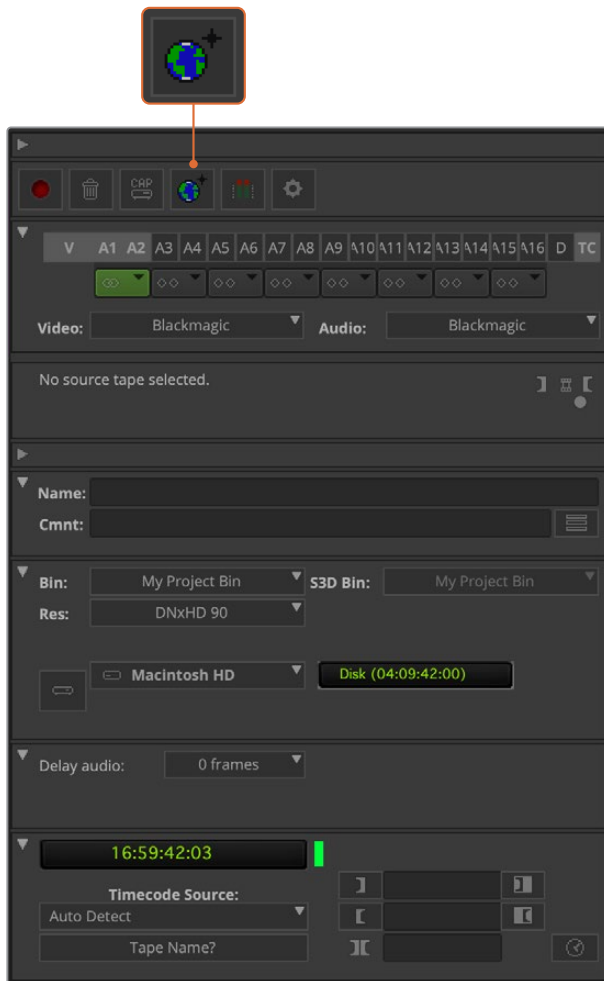 CAP
V A1 A2 A3 A4 A5 A6 A7 A8 A9 A10 A11 A12 A13 A14 A15 A16 D TC
Video: Blackmagic Audio: Blackmagic
No source tape selected.
Name:
Cmnt:
Bin: My Project Bin S3D Bin: My Project Bin
Res: DNxHD 90
Macintosh HD Disk (04:09:42:00)
Delay audio: 0 frames
16:59:42:03
Timecode Source:
Auto Detect
Tape Name?